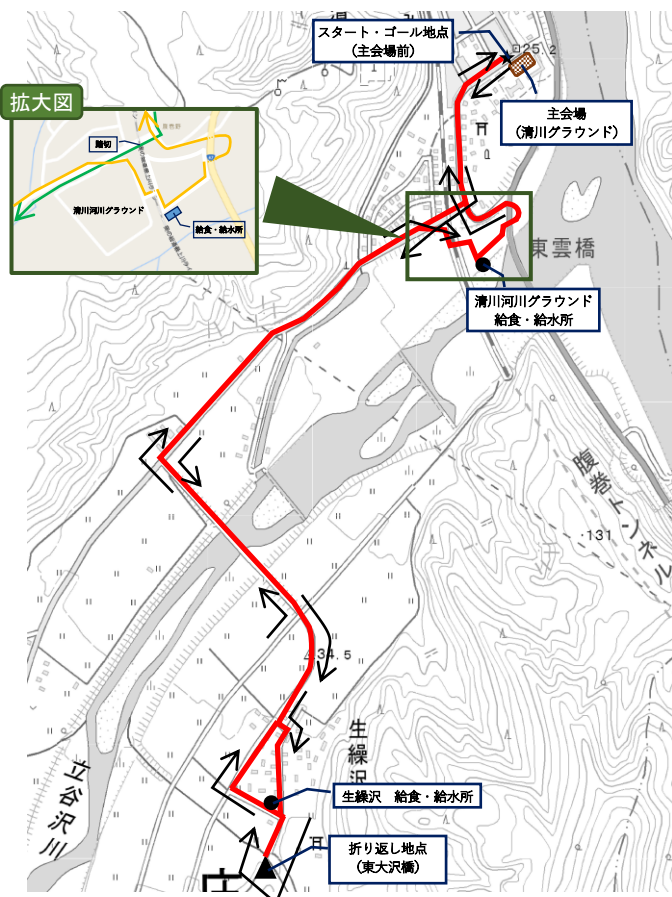 スタート・ゴール地点
(主会場前)
25.2
拡大図
主会場
(清川グラウンド)
踏切
清川河川グラウンド
給食・給水所
東雲橋
清川河川グラウンド
給食・給水所
腹巻トンネル
・131
34.5
生繰沢
生繰沢 給食・給水所
立谷沢川
折り返し地点
(東大沢橋)